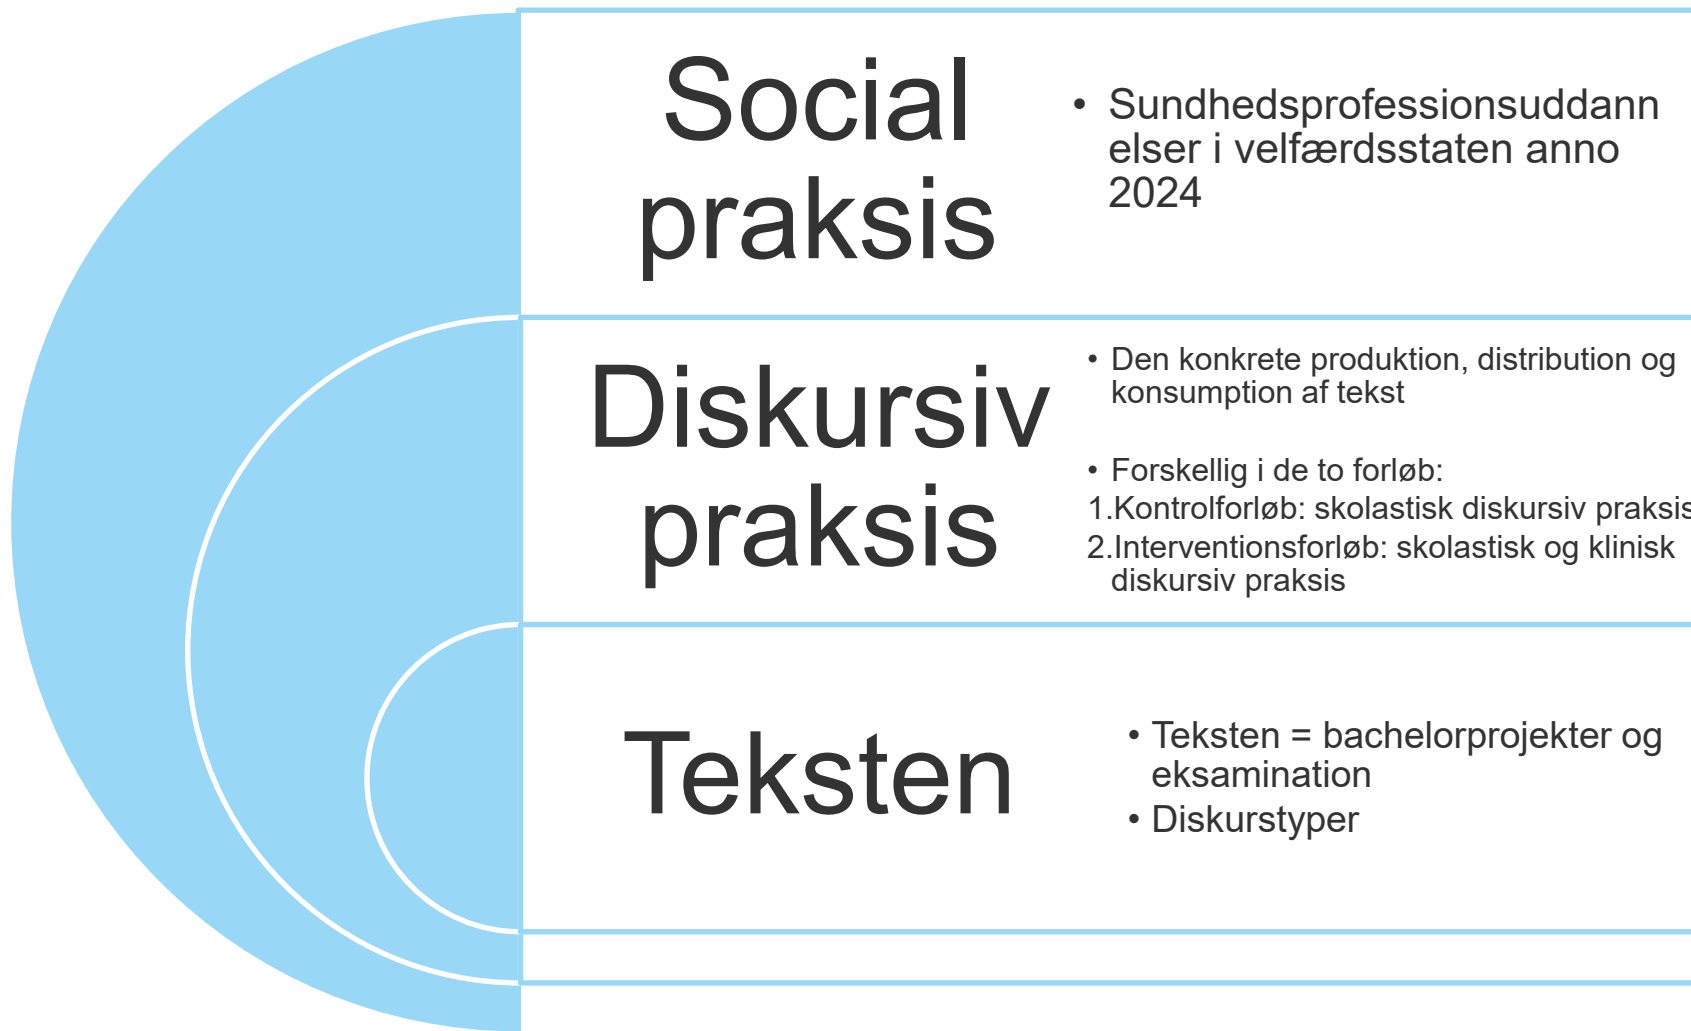 Social
praksis
• Sundhedsprofessionsuddann
elser i velfærdsstaten anno
2024
Diskursiv
praksis
• Den konkrete produktion, distribution og
konsumption af tekst
• Forskellig i de to forløb:
1.Kontrolforløb: skolastisk diskursiv praksis
2.Interventionsforløb: skolastisk og klinisk
diskursiv praksis
Teksten
• Teksten = bachelorprojekter og
eksamination
• Diskurstyper